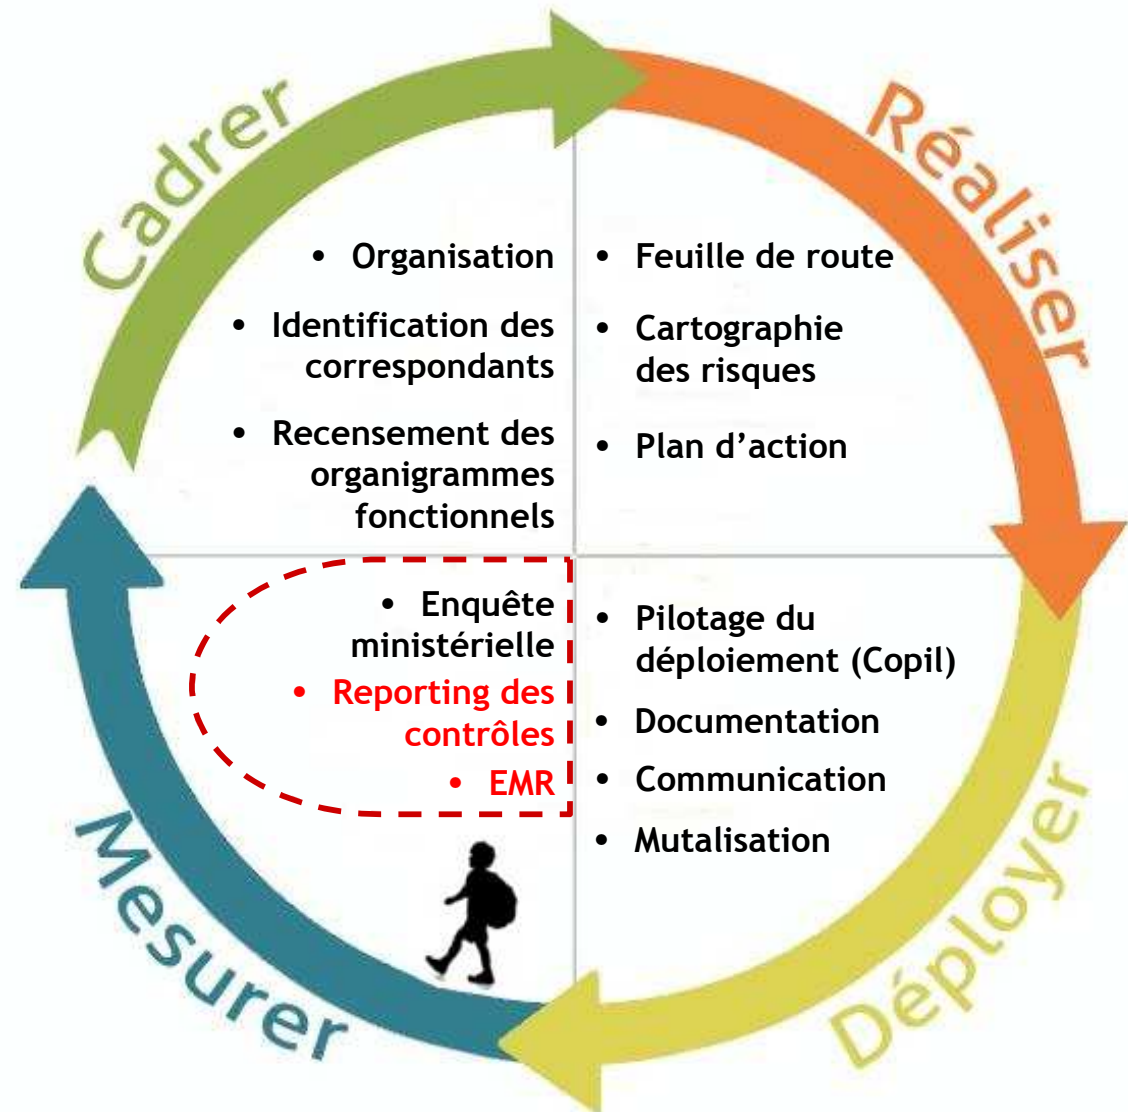 Cadrer
• Organisation
• Identification des
correspondants
• Recensement des
organigrammes
fonctionnels
Réaliser
• Feuille de route
• Cartographie
des risques
• Plan d’action
Déployer
• Pilotage du
déploiement (Copil)
• Documentation
• Communication
• Mutalisation
Mesurer
• Enquête
ministérielle
• Reporting des
contrôles
• EMR